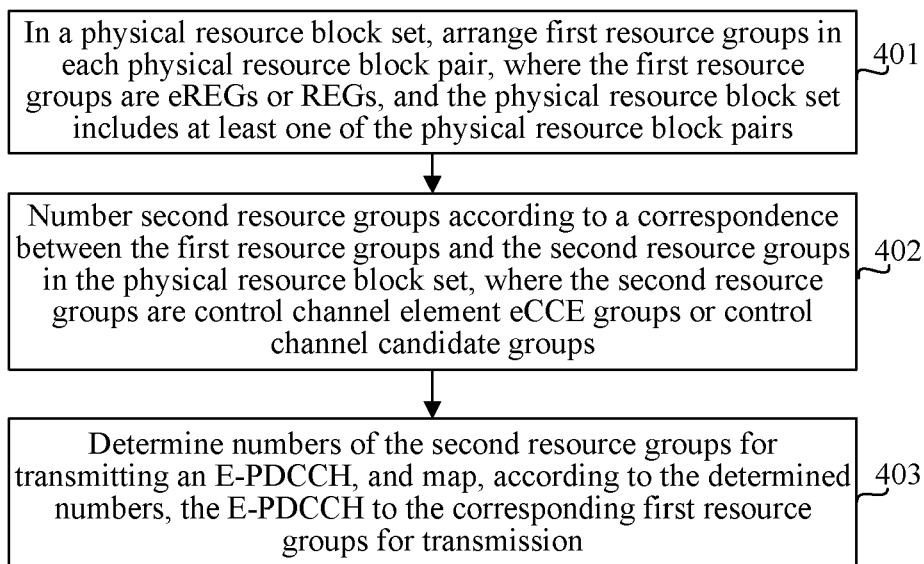 In a physical resource block set, arrange first resource groups in
each physical resource block pair, where the first resource
groups are eREGs or REGs, and the physical resource block set
includes at least one of the physical resource block pairs
401
Number second resource groups according to a correspondence
between the first resource groups and the second resource groups
in the physical resource block set, where the second resource
groups are control channel element eCCE groups or control
channel candidate groups
402
Determine numbers of the second resource groups for
transmitting an E-PDCCH, and map, according to the determined
numbers, the E-PDCCH to the corresponding first resource
groups for transmission
403